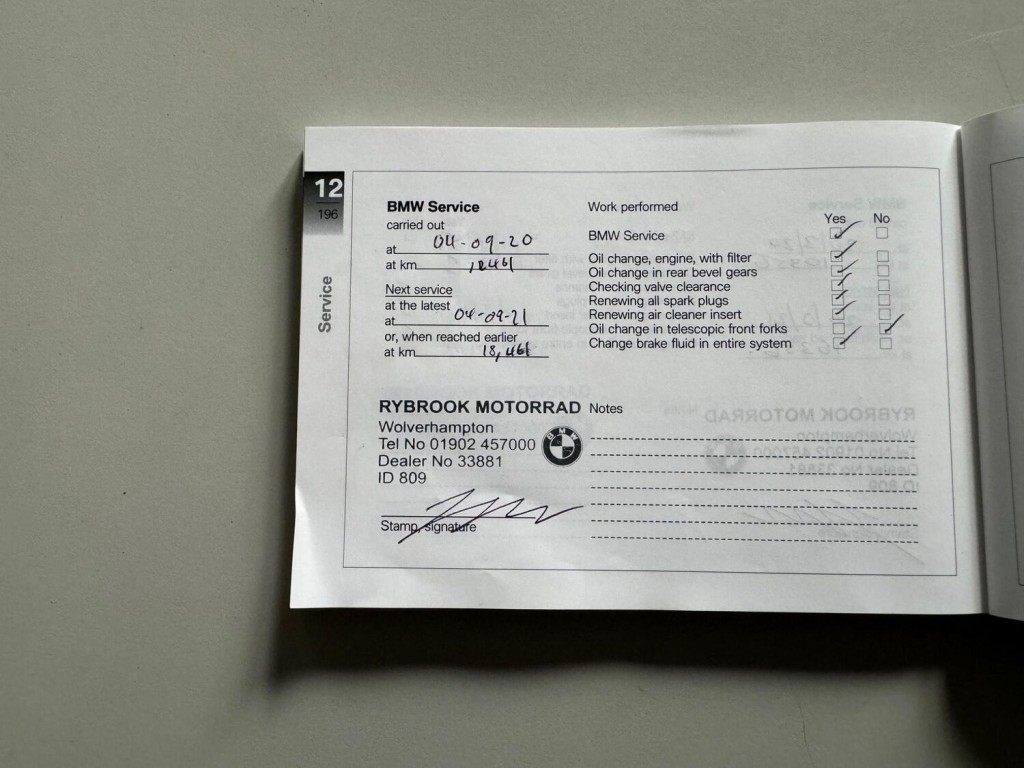 12
196
Service
BMW Service
carried out
at 04-09-20
at km 12461
Next service
at the latest
at 04-09-21
or, when reached earlier
at km 18,461
RYBROOK MOTORRAD
Wolverhampton
Tel No 01902 457000
Dealer No 33881
ID 809
BMW
Stamp, signature
Work performed
Yes No
BMW Service
Oil change, engine, with filter
Oil change in rear bevel gears
Checking valve clearance
Renewing all spark plugs
Renewing air cleaner insert
Oil change in telescopic front forks
Change brake fluid in entire system
Notes